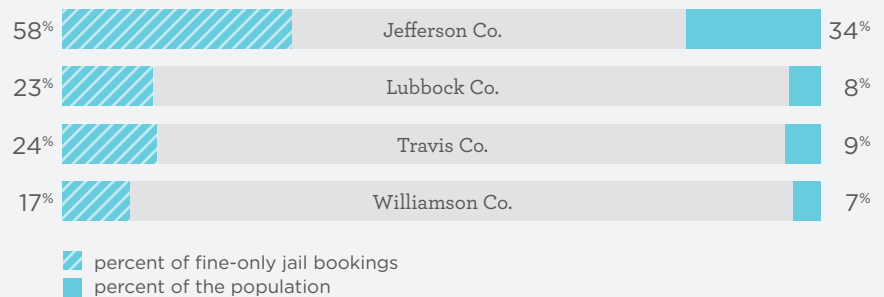 58% Jefferson Co. 34%
23% Lubbock Co. 8%
24% Travis Co. 9%
17% Williamson Co. 7%
percent of fine-only jail bookings
percent of the population